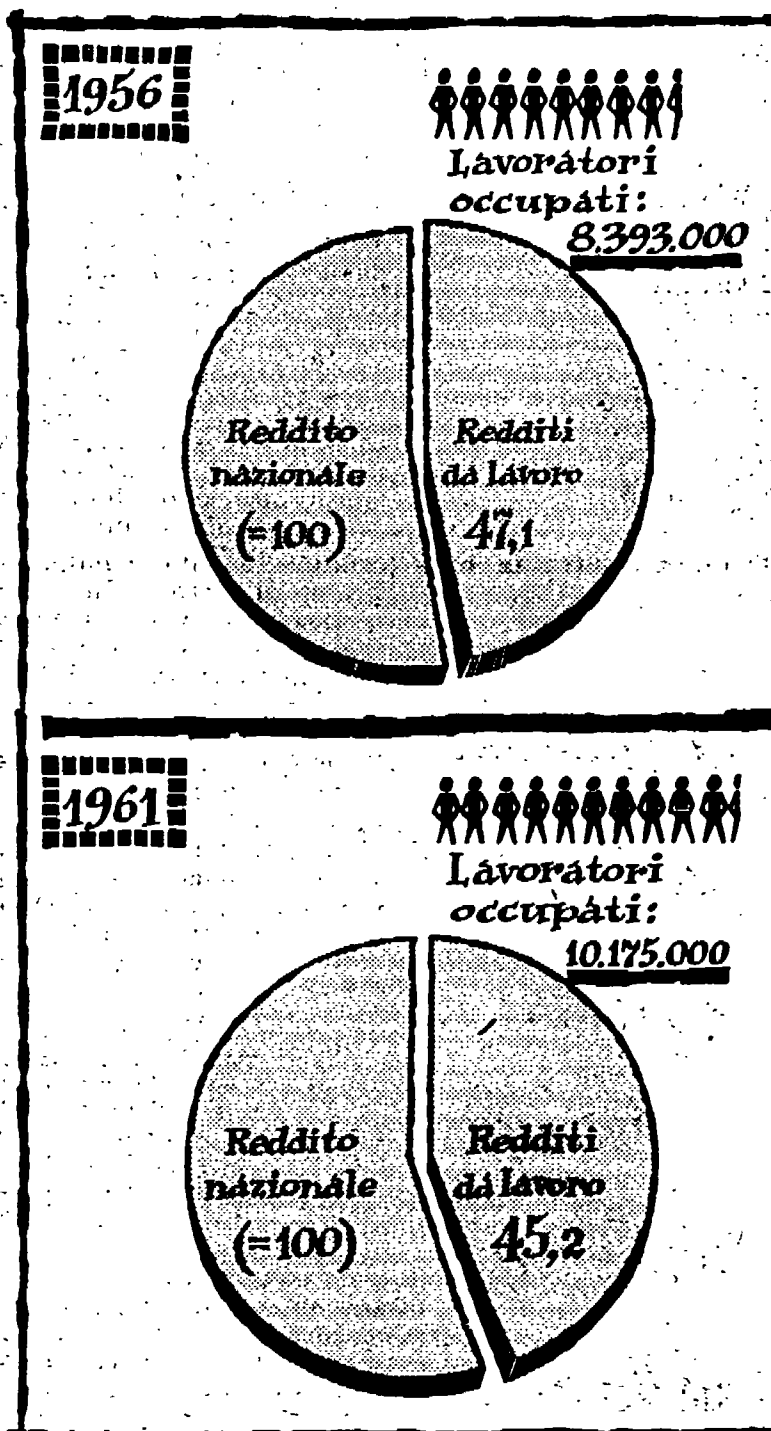 1956
Lavoratori
occupati:
8.393.000
Reddito
nazionale
(=100)
Redditi
da lavoro
47,1
1961
Lavoratori
occupati:
10.175.000
Reddito
nazionale
(=100)
Redditi
da lavoro
45,2